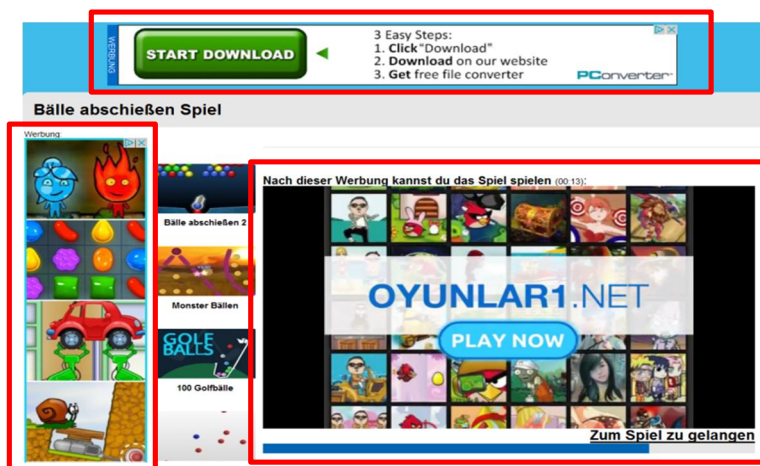 WERBUNG
START DOWNLOAD
3 Easy Steps:
1. Click "Download"
2. Download on our website
3. Get free file converter
PConverter
Bälle abschießen Spiel
Werbung:
Bälle abschießen 2
Monster Bällen
GOLF
BALLS
100 Golfbälle
Nach dieser Werbung kannst du das Spiel spielen (00:13):
OYUNLAR1.NET
PLAY NOW
Zum Spiel zu gelangen